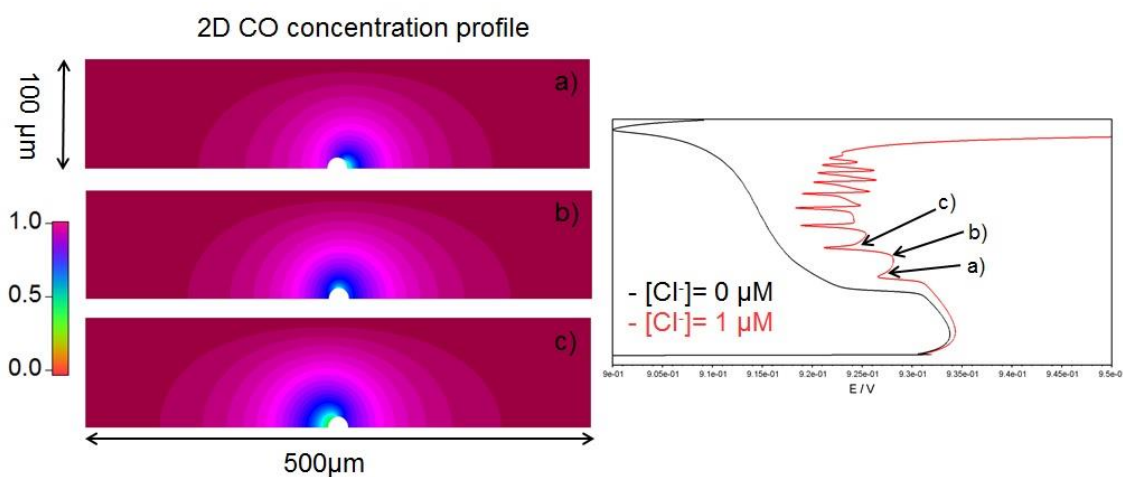 2D CO concentration profile
100 µm
a)
b)
c)
1.0
0.5
0.0
500µm
c)
b)
a)
- [Cl⁻]= 0 µM
- [Cl⁻]= 1 µM
9e-01 9.05e-01 9.1e-01 9.15e-01 9.2e-01 9.25e-01 9.3e-01 9.35e-01 9.4e-01 9.45e-01 9.5e-01
E / V